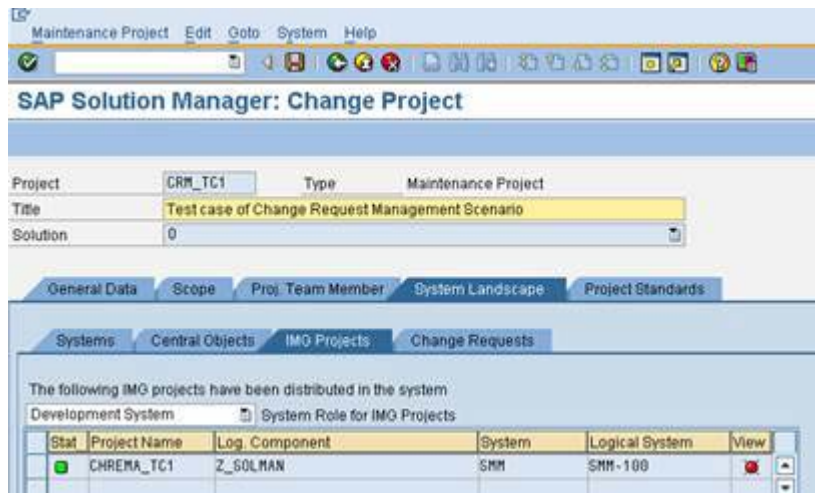 Maintenance Project Edit Goto System Help
SAP Solution Manager: Change Project
Project CRM_TC1 Type Maintenance Project
Title Test case of Change Request Management Scenario
Solution 0
General Data Scope Proj. Team Member System Landscape Project Standards
Systems Central Objects IMG Projects Change Requests
The following IMG projects have been distributed in the system
Development System System Role for IMG Projects
Stat Project Name Log. Component System Logical System View
CHREMA_TC1 Z_SOLMAN SMM SMM-100